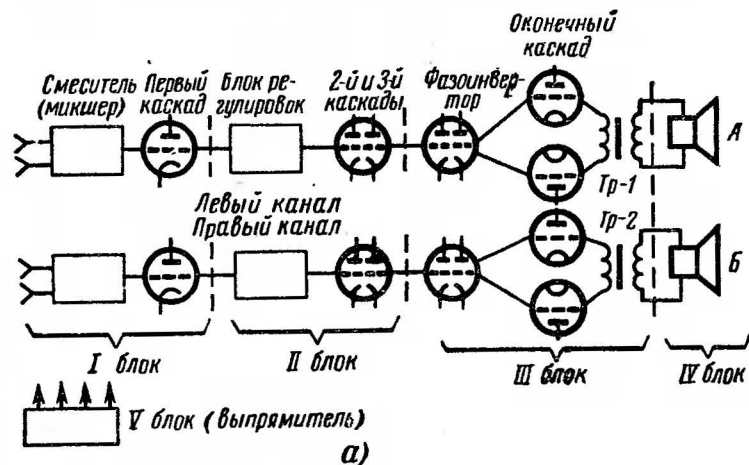 Оконечный
каскад
Смеситель
(микшер)
Первый
каскад
Блок ре-
гулировок
2-й и 3-й
каскады
Фазоинвер-
тор
А
Тр-1
Левый канал
Правый канал
Тр-2
Б
I блок
II блок
III блок
IV блок
V блок (выпрямитель)
а)